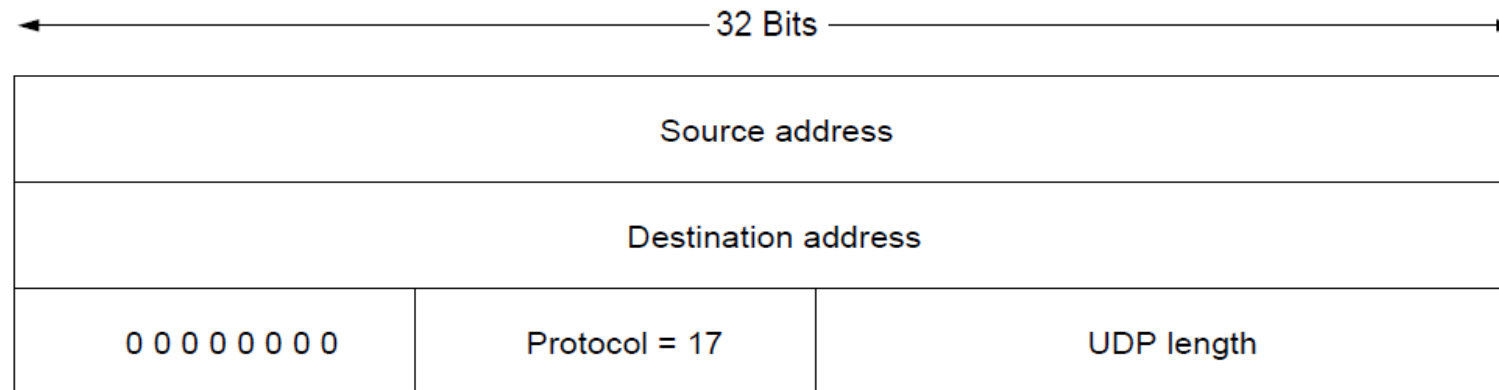 32 Bits
Source address
Destination address
0 0 0 0 0 0 0 0 Protocol = 17 UDP length